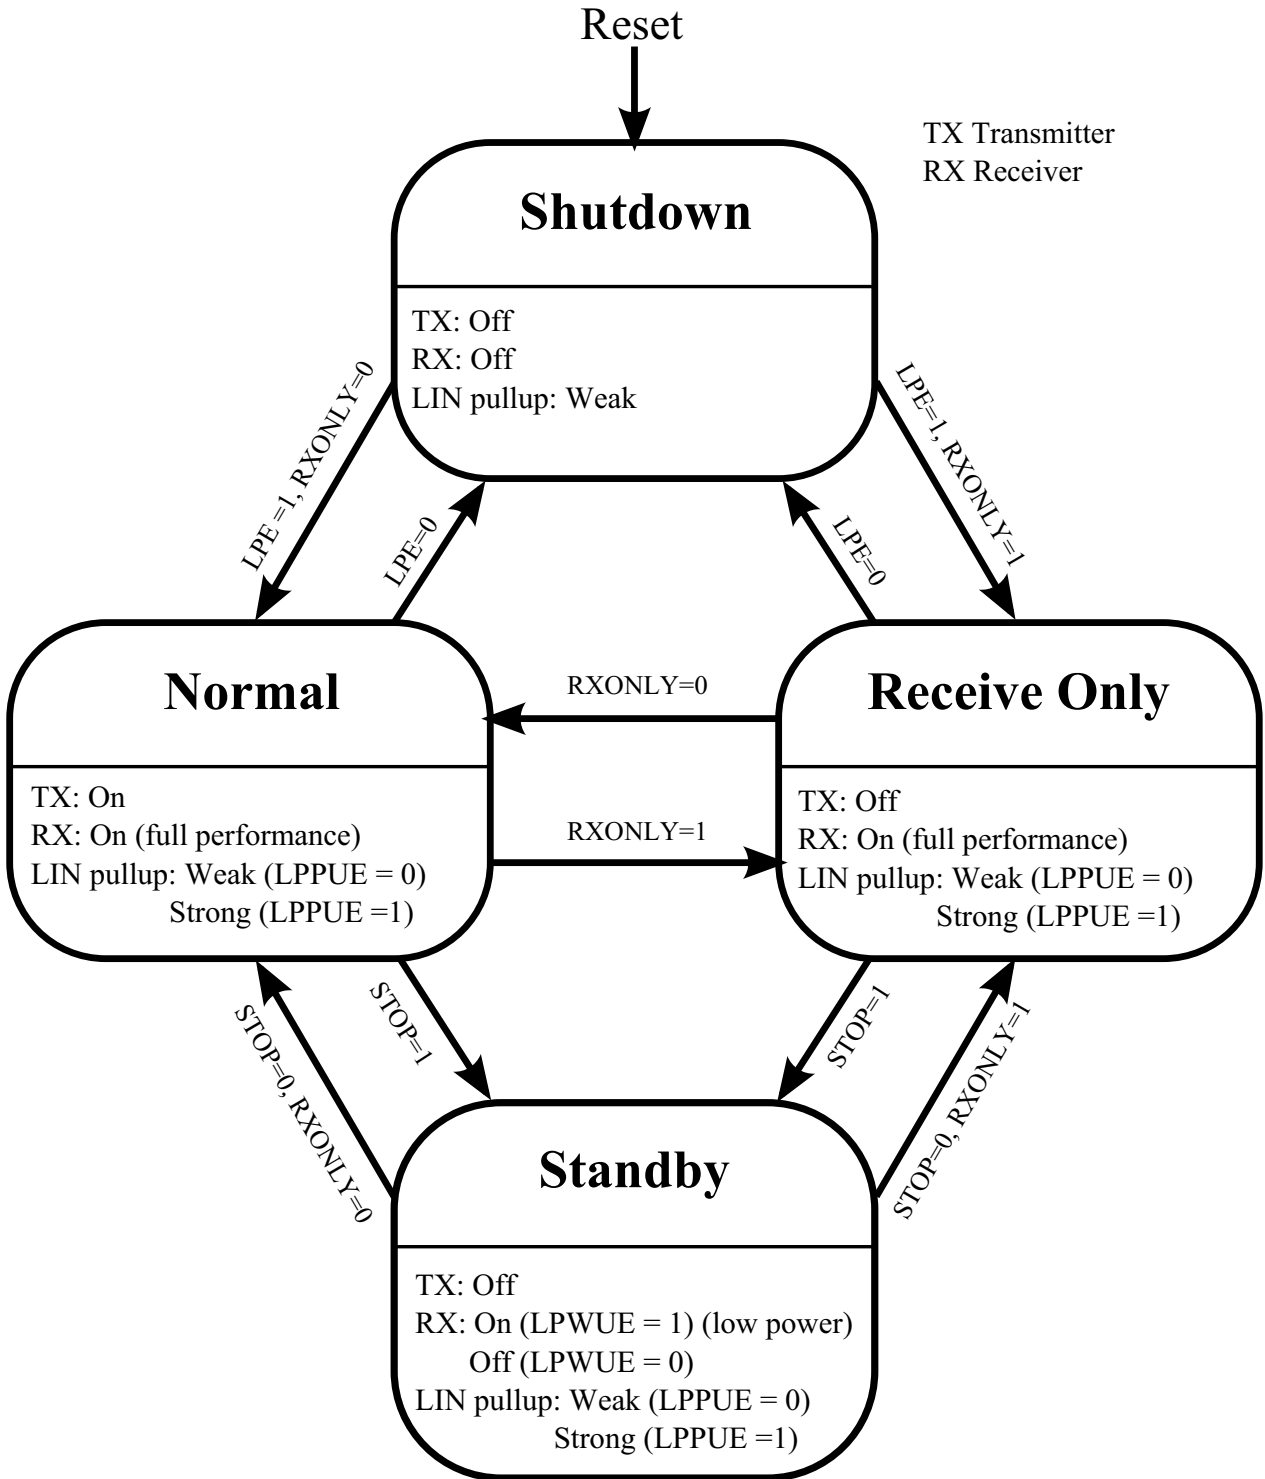 Reset
TX Transmitter
RX Receiver
Shutdown
TX: Off
RX: Off
LIN pullup: Weak
LPE =1, RXONLY=0
LPE=0
LPE=0
LPE=1, RXONLY=1
Normal
TX: On
RX: On (full performance)
LIN pullup: Weak (LPPUE = 0)
Strong (LPPUE =1)
RXONLY=0
RXONLY=1
Receive Only
TX: Off
RX: On (full performance)
LIN pullup: Weak (LPPUE = 0)
Strong (LPPUE =1)
STOP=0, RXONLY=0
STOP=1
STOP=1
STOP=0, RXONLY=1
Standby
TX: Off
RX: On (LPWUE = 1) (low power)
Off (LPWUE = 0)
LIN pullup: Weak (LPPUE = 0)
Strong (LPPUE =1)